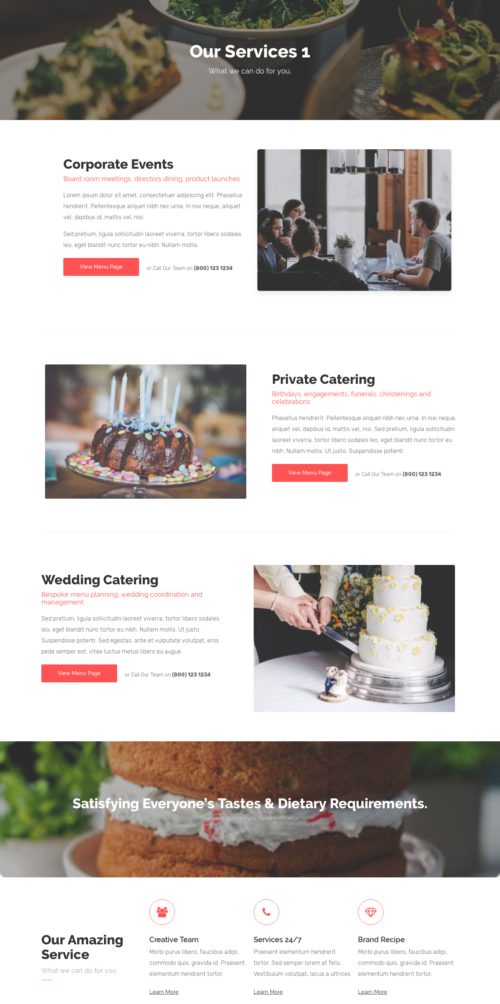 Our Services 1
What we can do for you.
Corporate Events
Board room meetings, directors dining, product launches
Lorem ipsum dolor sit amet, consectetuer adipiscing elit. Phasellus
hendrerit. Pellentesque aliquet nibh nec urna. In nisi neque, aliquet
vel, dapibus id, mattis vel, nisi.
Sed pretium, ligula sollicitudin laoreet viverra, tortor libero sodales
leo, eget blandit nunc tortor eu nibh. Nullam mollis.
View Menu Page
or Call Our Team on (800) 123 1234
Private Catering
Birthdays, engagements, funerals, christenings and
celebrations
Phasellus hendrerit. Pellentesque aliquet nibh nec urna. In nisi neque,
aliquet vel, dapibus id, mattis vel, nisi. Sed pretium, ligula sollicitudin
laoreet viverra, tortor libero sodales leo, eget blandit nunc tortor eu
nibh. Nullam mollis. Ut justo. Suspendisse potenti
View Menu Page
or Call Our Team on (800) 123 1234
Wedding Catering
Bespoke menu planning, wedding coordination and
management.
Sed pretium, ligula sollicitudin laoreet viverra, tortor libero sodales
leo, eget blandit nunc tortor eu nibh. Nullam mollis. Ut justo.
Suspendisse potenti. Sed egestas, ante et vulputate volutpat, eros
pede semper est, vitae luctus metus libero eu augue.
View Menu Page
or Call Our Team on (800) 123 1234
Satisfying Everyone's Tastes & Dietary Requirements.
Our Amazing
Service
What we can do for you
Creative Team
Morbi purus libero, faucibus adipi,
commodo quis, gravida id. Praesent
elementum hendrerit tortor
Learn More
Services 24/7
Praesent elementum hendrerit
tortor. Sed semper lorem at felis.
Vestibulum volutpat, lacus a ultrices
Learn More
Brand Recipe
Morbi purus libero, faucibus adipi,
commodo quis, gravida id. Praesent
elementum hendrerit tortor
Learn More